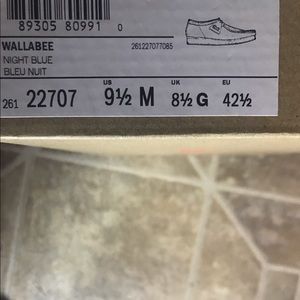 89305 80991 0
WALLABEE 261227077085
NIGHT BLUE
BLEU NUIT
US UK EU
261 22707 9½ M 8½ G 42½